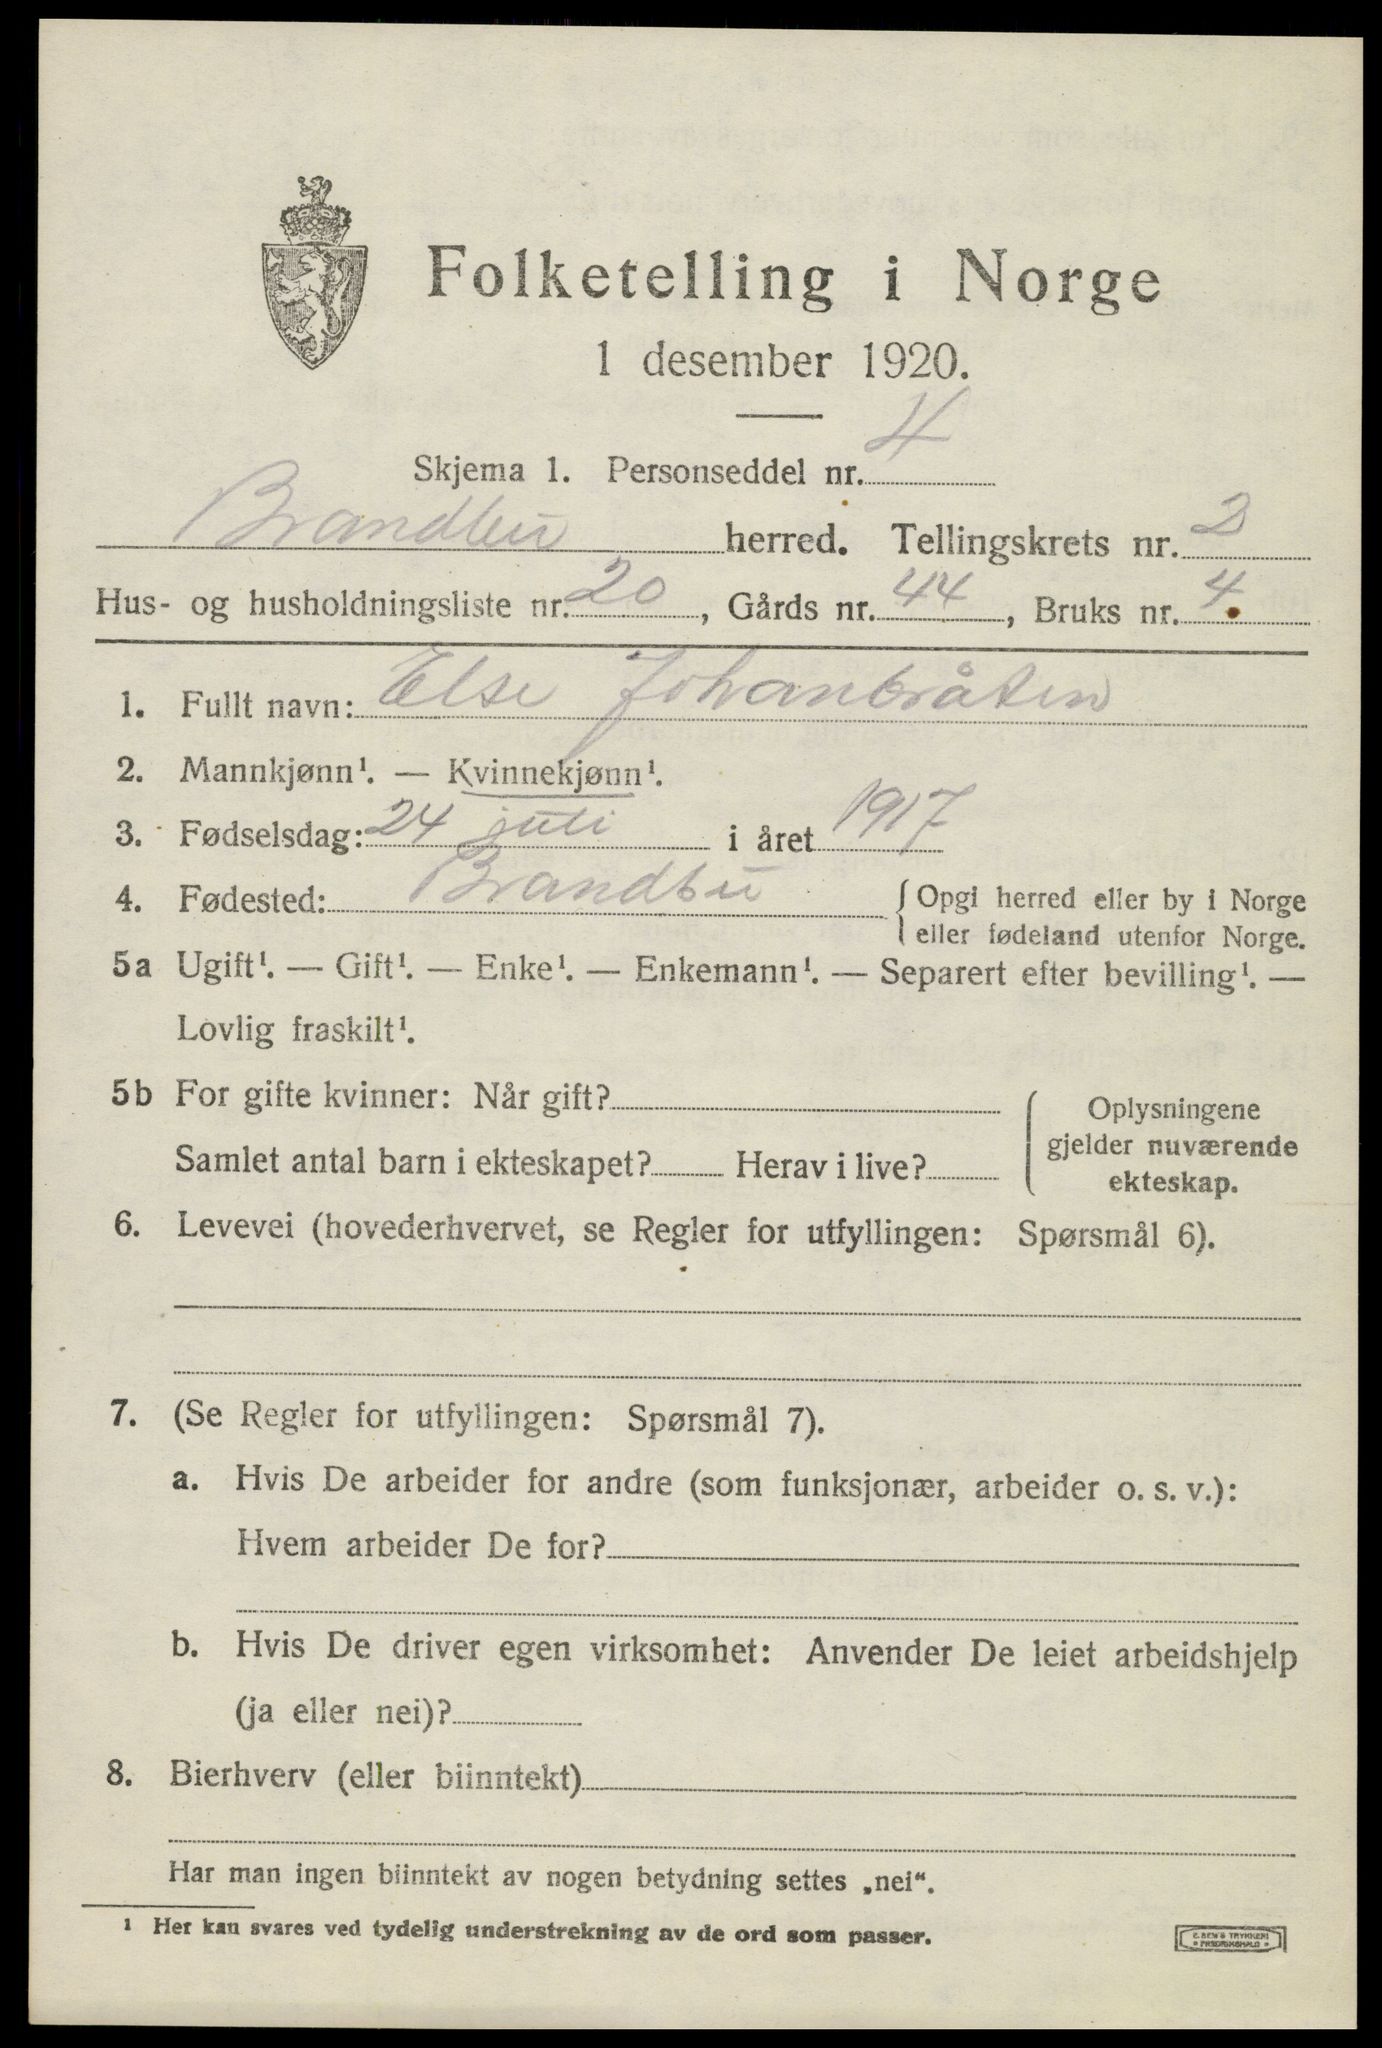 Folketelling i Norge
1 desember 1920.
Skjema 1. Personseddel nr. 4
Brandbu herred. Tellingskrets nr. 2
Hus- og husholdningsliste nr. 20, Gårds nr. 44, Bruks nr. 4.
1. Fullt navn: Else Johansbråten
2. Mannkjønn¹. — Kvinnekjønn¹.
3. Fødselsdag: 24 juli i året 1917
4. Fødested: Brandbu { Opgi herred eller by i Norge
eller fødeland utenfor Norge.
5a Ugift¹. — Gift¹. — Enke¹. — Enkemann¹. — Separert efter bevilling¹. —
Lovlig fraskilt¹.
5b For gifte kvinner: Når gift?
Samlet antal barn i ekteskapet? Herav i live?
Oplysningene
gjelder nuværende
ekteskap.
6. Levevei (hovederhvervet, se Regler for utfyllingen: Spørsmål 6).
7. (Se Regler for utfyllingen: Spørsmål 7).
a. Hvis De arbeider for andre (som funksjonær, arbeider o. s. v.):
Hvem arbeider De for?
b. Hvis De driver egen virksomhet: Anvender De leiet arbeidshjelp
(ja eller nei)?
8. Bierhverv (eller biinntekt)
Har man ingen biinntekt av nogen betydning settes „nei“.
¹ Her kan svares ved tydelig understrekning av de ord som passer.